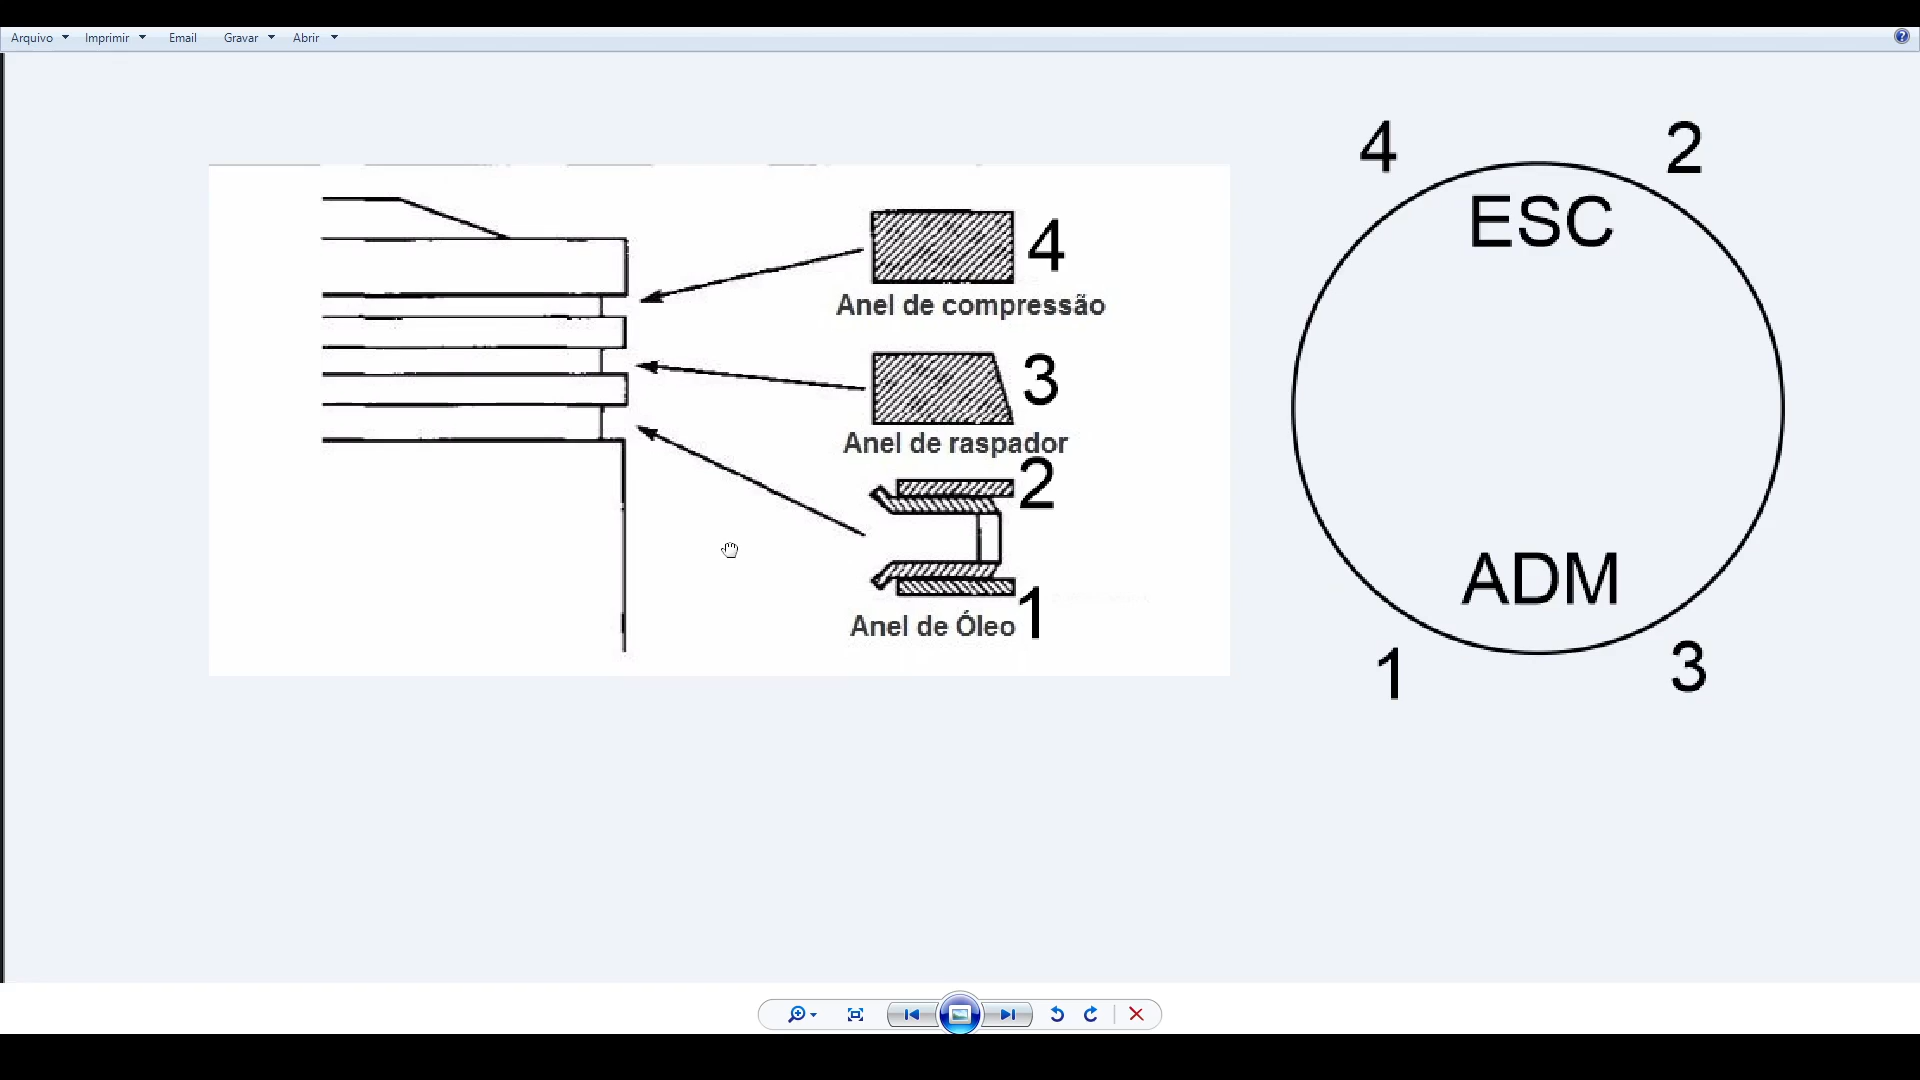 Arquivo Imprimir Email Gravar Abrir
4
Anel de compressão
3
Anel de raspador
2
1
Anel de Óleo
4 2
ESC
ADM
1 3